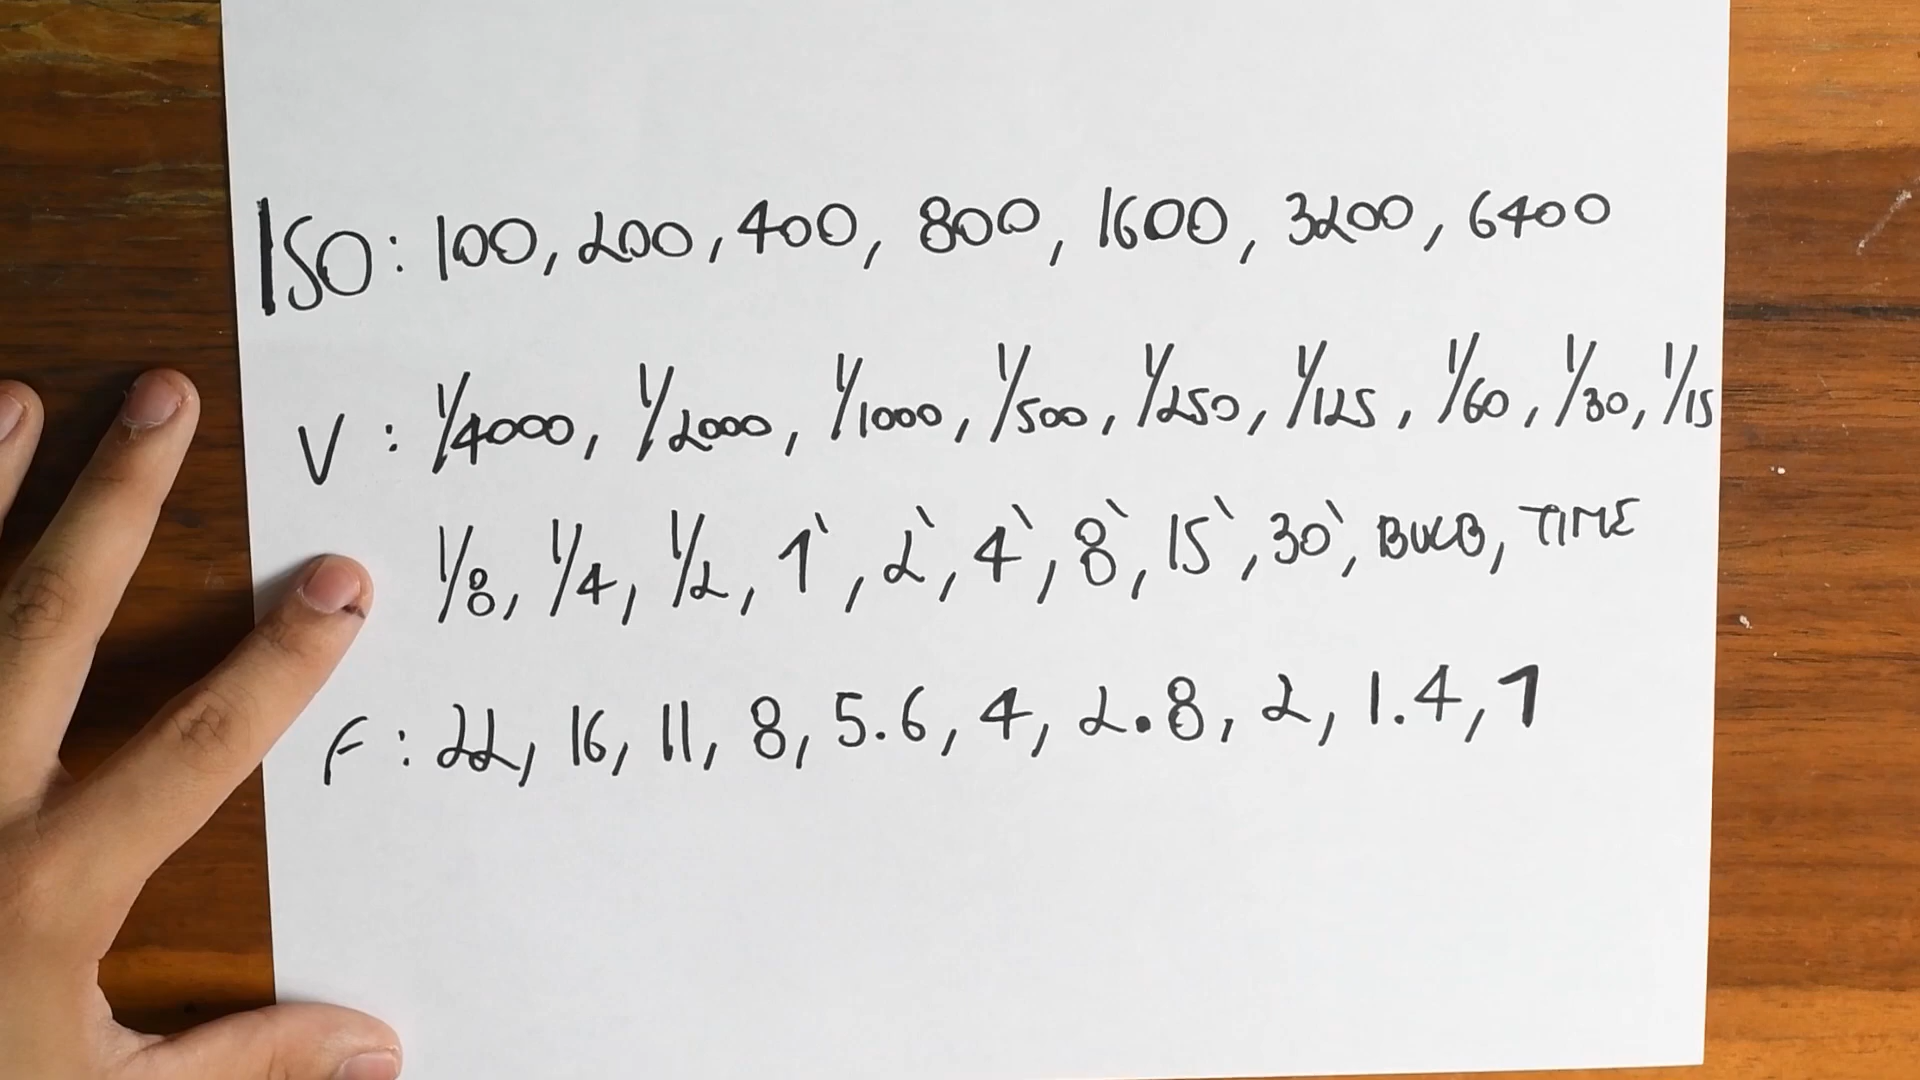 ISO: 100, 200, 400, 800, 1600, 3200, 6400
V: 1/4000, 1/2000, 1/1000, 1/500, 1/250, 1/125, 1/60, 1/30, 1/15
1/8, 1/4, 1/2, 1`, 2`, 4`, 8`, 15`, 30`, BULB, TIME
F: 22, 16, 11, 8, 5.6, 4, 2.8, 2, 1.4, 1